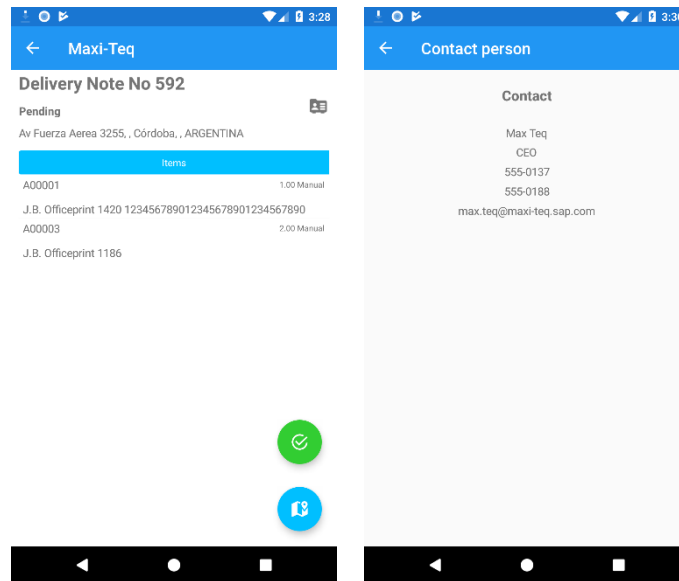 3:28
Maxi-Teq
Delivery Note No 592
Pending
Av Fuerza Aerea 3255, , Córdoba, , ARGENTINA
Items
A00001 1.00 Manual
J.B. Officeprint 1420 123456789012345678901234567890
A00003 2.00 Manual
J.B. Officeprint 1186
Contact person
Contact
Max Teq
CEO
555-0137
555-0188
max.teq@maxi-teq.sap.com